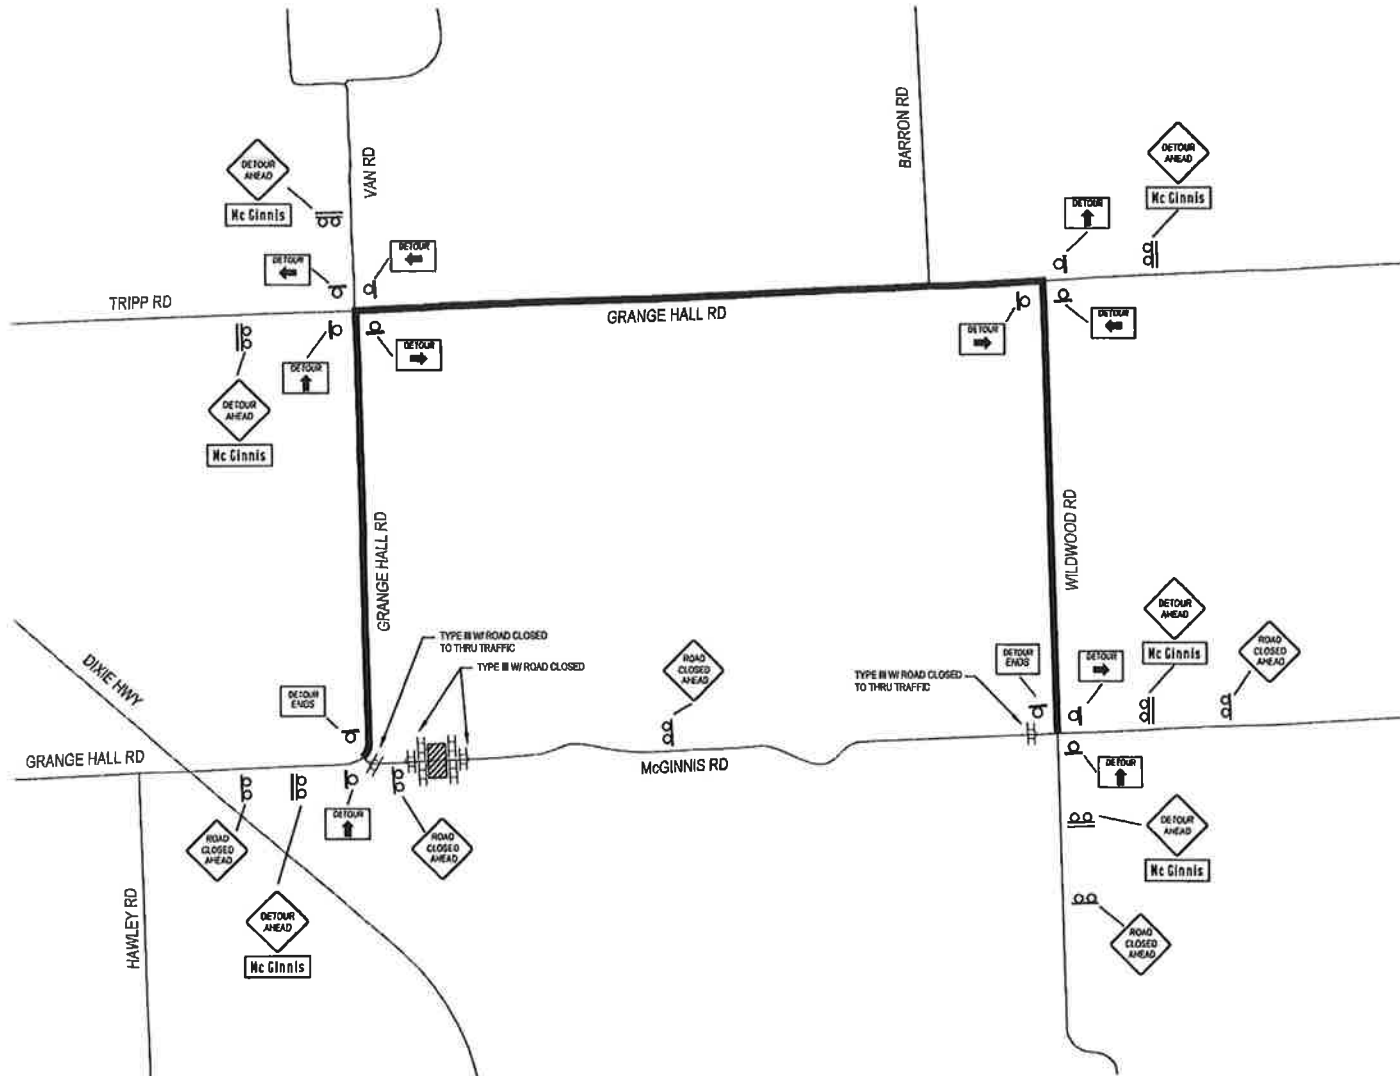 BARRON RD
VAN RD
DETOUR
AHEAD
Mc Ginnis
DETOUR
AHEAD
Mc Ginnis
DETOUR
DETOUR
DETOUR
TRIPP RD
GRANGE HALL RD
DETOUR
DETOUR
DETOUR
DETOUR
DETOUR
AHEAD
Mc Ginnis
GRANGE HALL RD
WILDWOOD RD
DIXIE HWY
TYPE III W/ ROAD CLOSED
TO THRU TRAFFIC
TYPE III W/ ROAD CLOSED
ROAD
CLOSED
AHEAD
TYPE III W/ ROAD CLOSED
TO THRU TRAFFIC
DETOUR
ENDS
DETOUR
DETOUR
AHEAD
Mc Ginnis
ROAD
CLOSED
AHEAD
DETOUR
ENDS
GRANGE HALL RD
McGINNIS RD
DETOUR
DETOUR
ROAD
CLOSED
AHEAD
ROAD
CLOSED
AHEAD
DETOUR
AHEAD
Mc Ginnis
HAWLEY RD
DETOUR
AHEAD
Mc Ginnis
ROAD
CLOSED
AHEAD